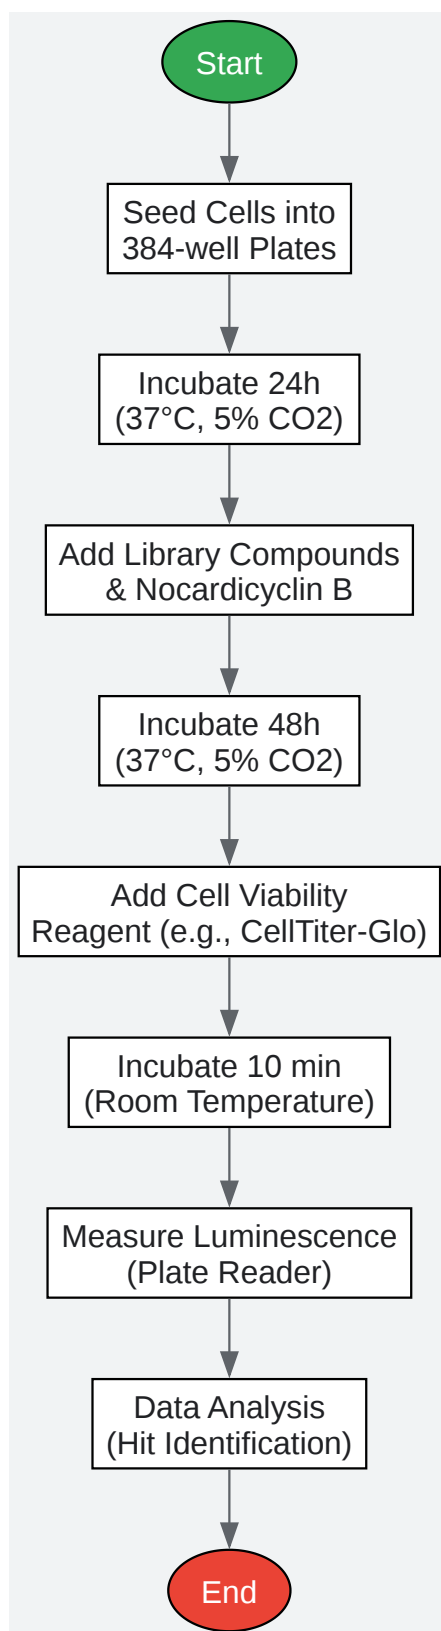 Start
Seed Cells into
384-well Plates
Incubate 24h
(37°C, 5% CO2)
Add Library Compounds
& Nocardicyclin B
Incubate 48h
(37°C, 5% CO2)
Add Cell Viability
Reagent (e.g., CellTiter-Glo)
Incubate 10 min
(Room Temperature)
Measure Luminescence
(Plate Reader)
Data Analysis
(Hit Identification)
End